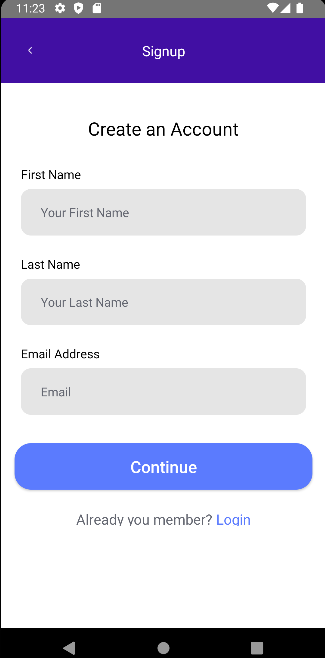 11:23
Signup
Create an Account
First Name
Your First Name
Last Name
Your Last Name
Email Address
Email
Continue
Already you member? Login